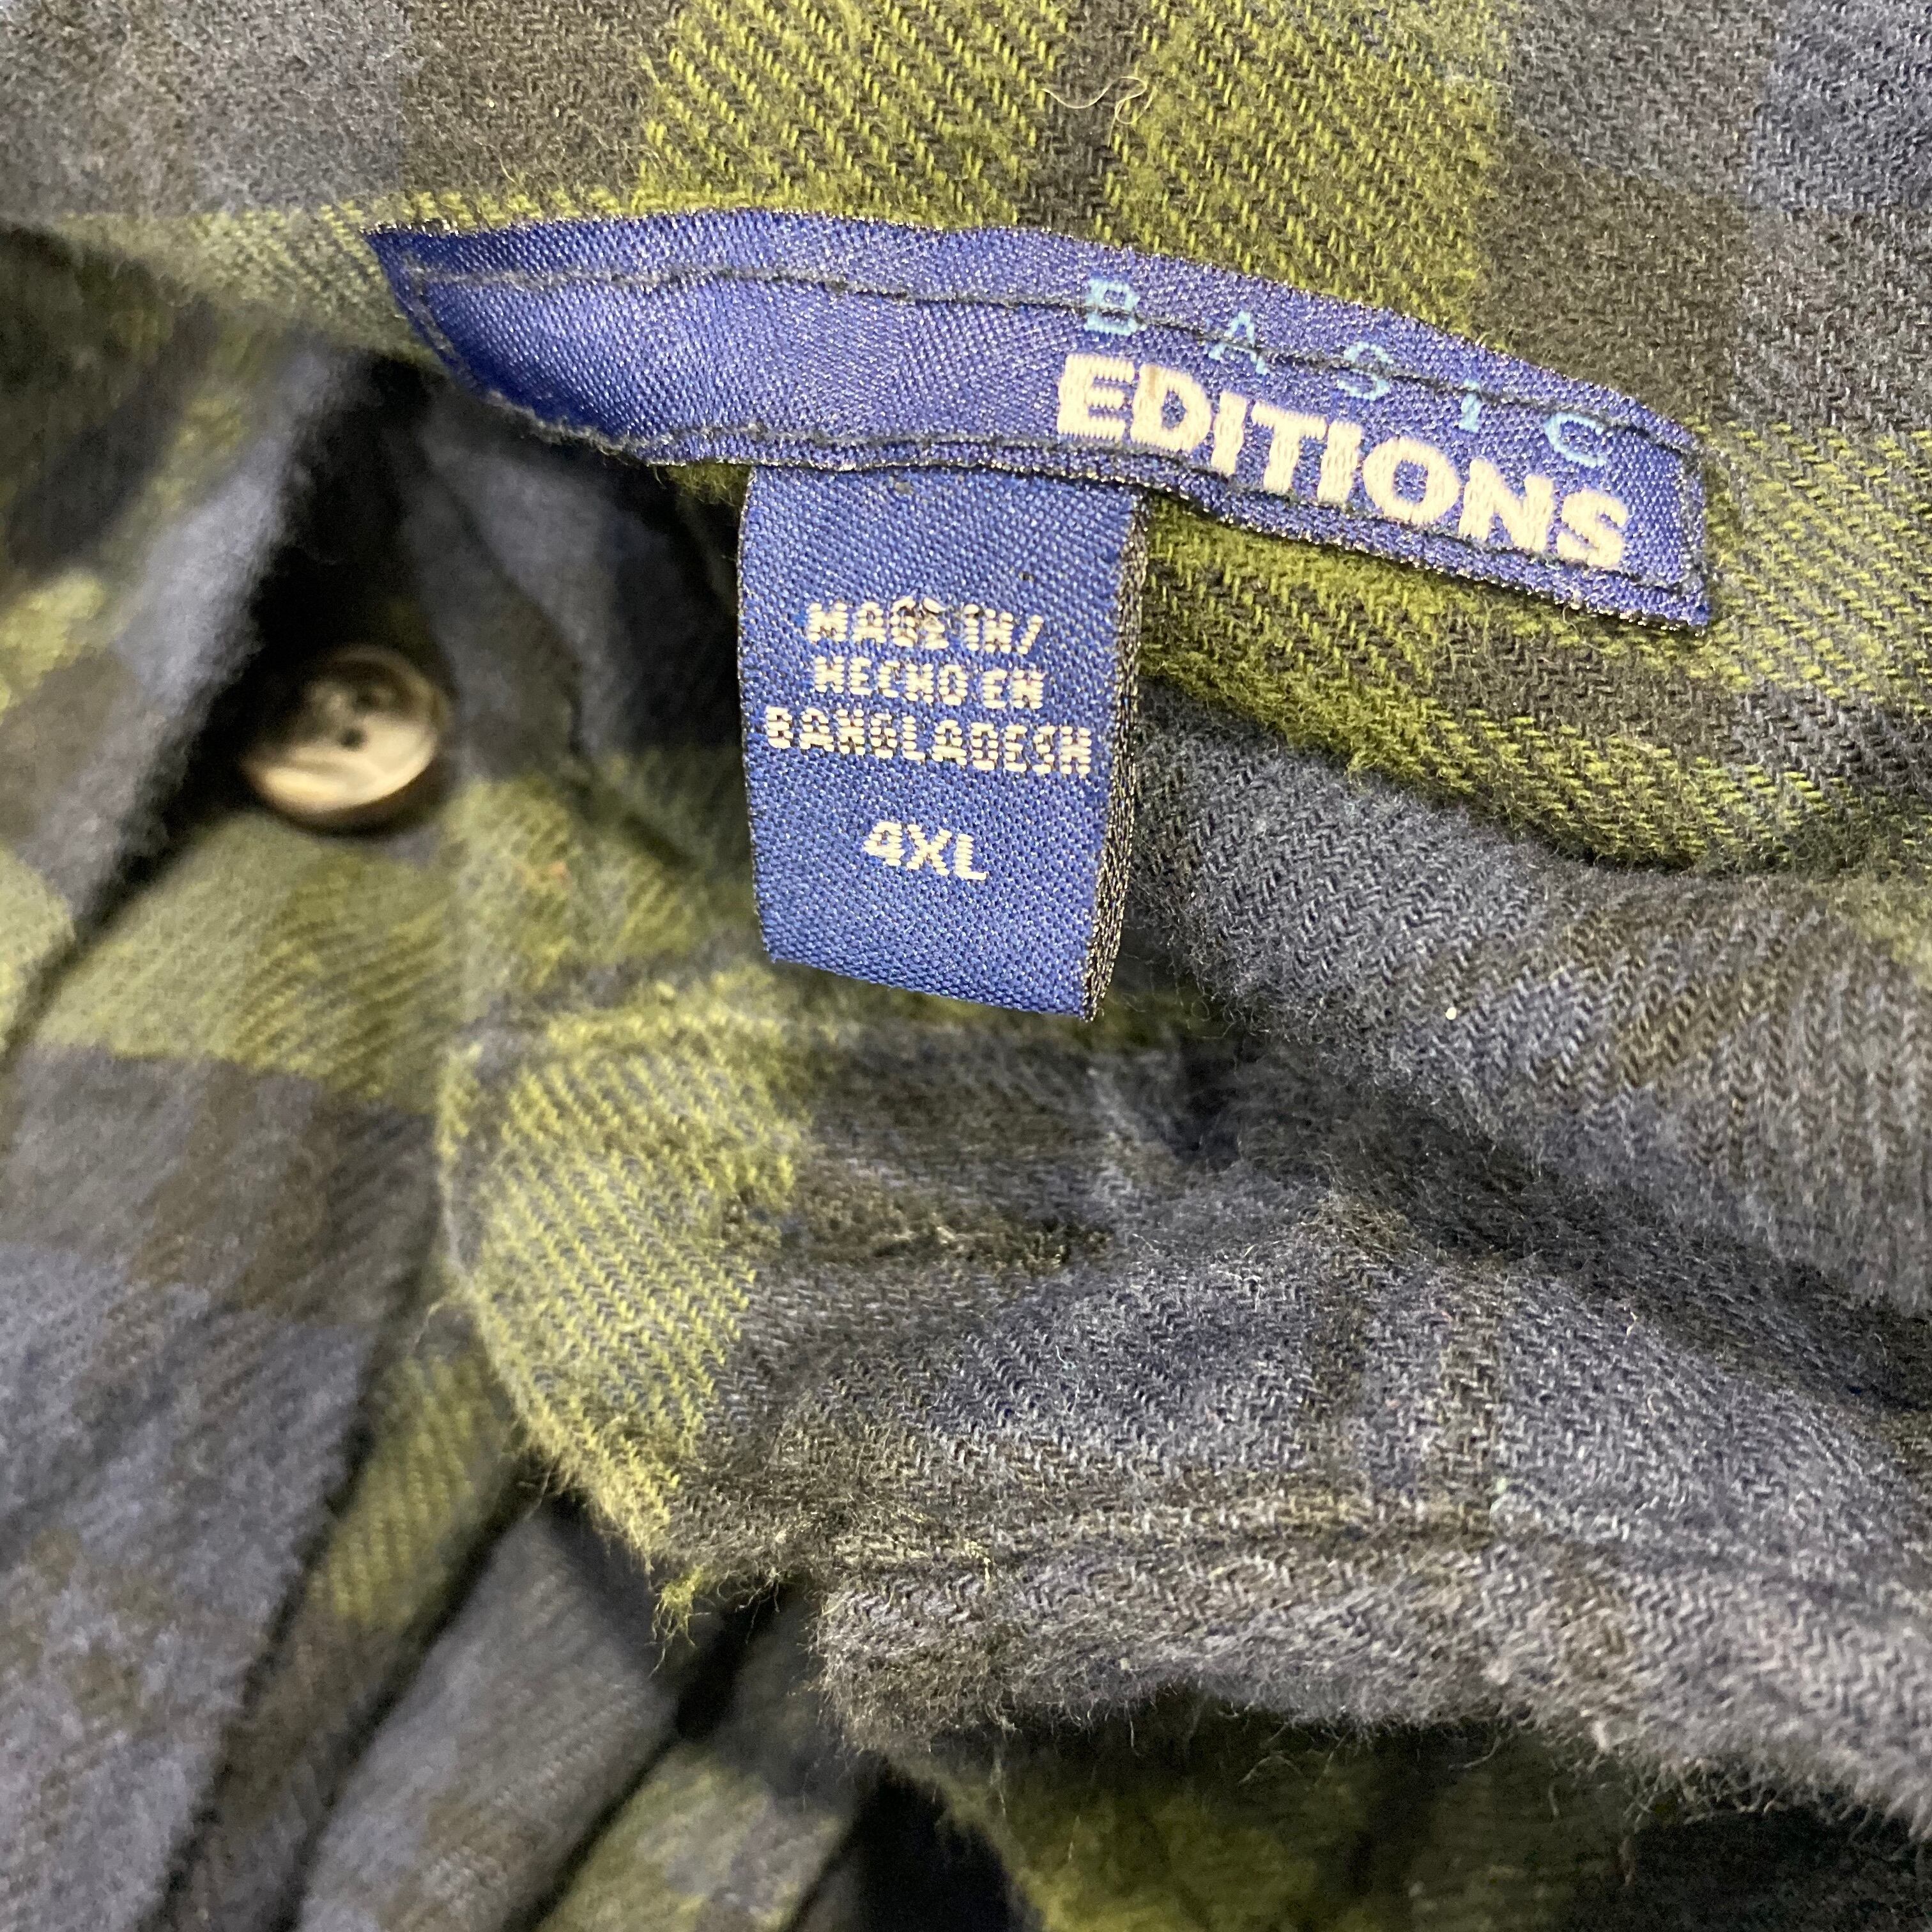 BASIC
EDITIONS
MADE IN/
HECHO EN
BANGLADESH
4XL